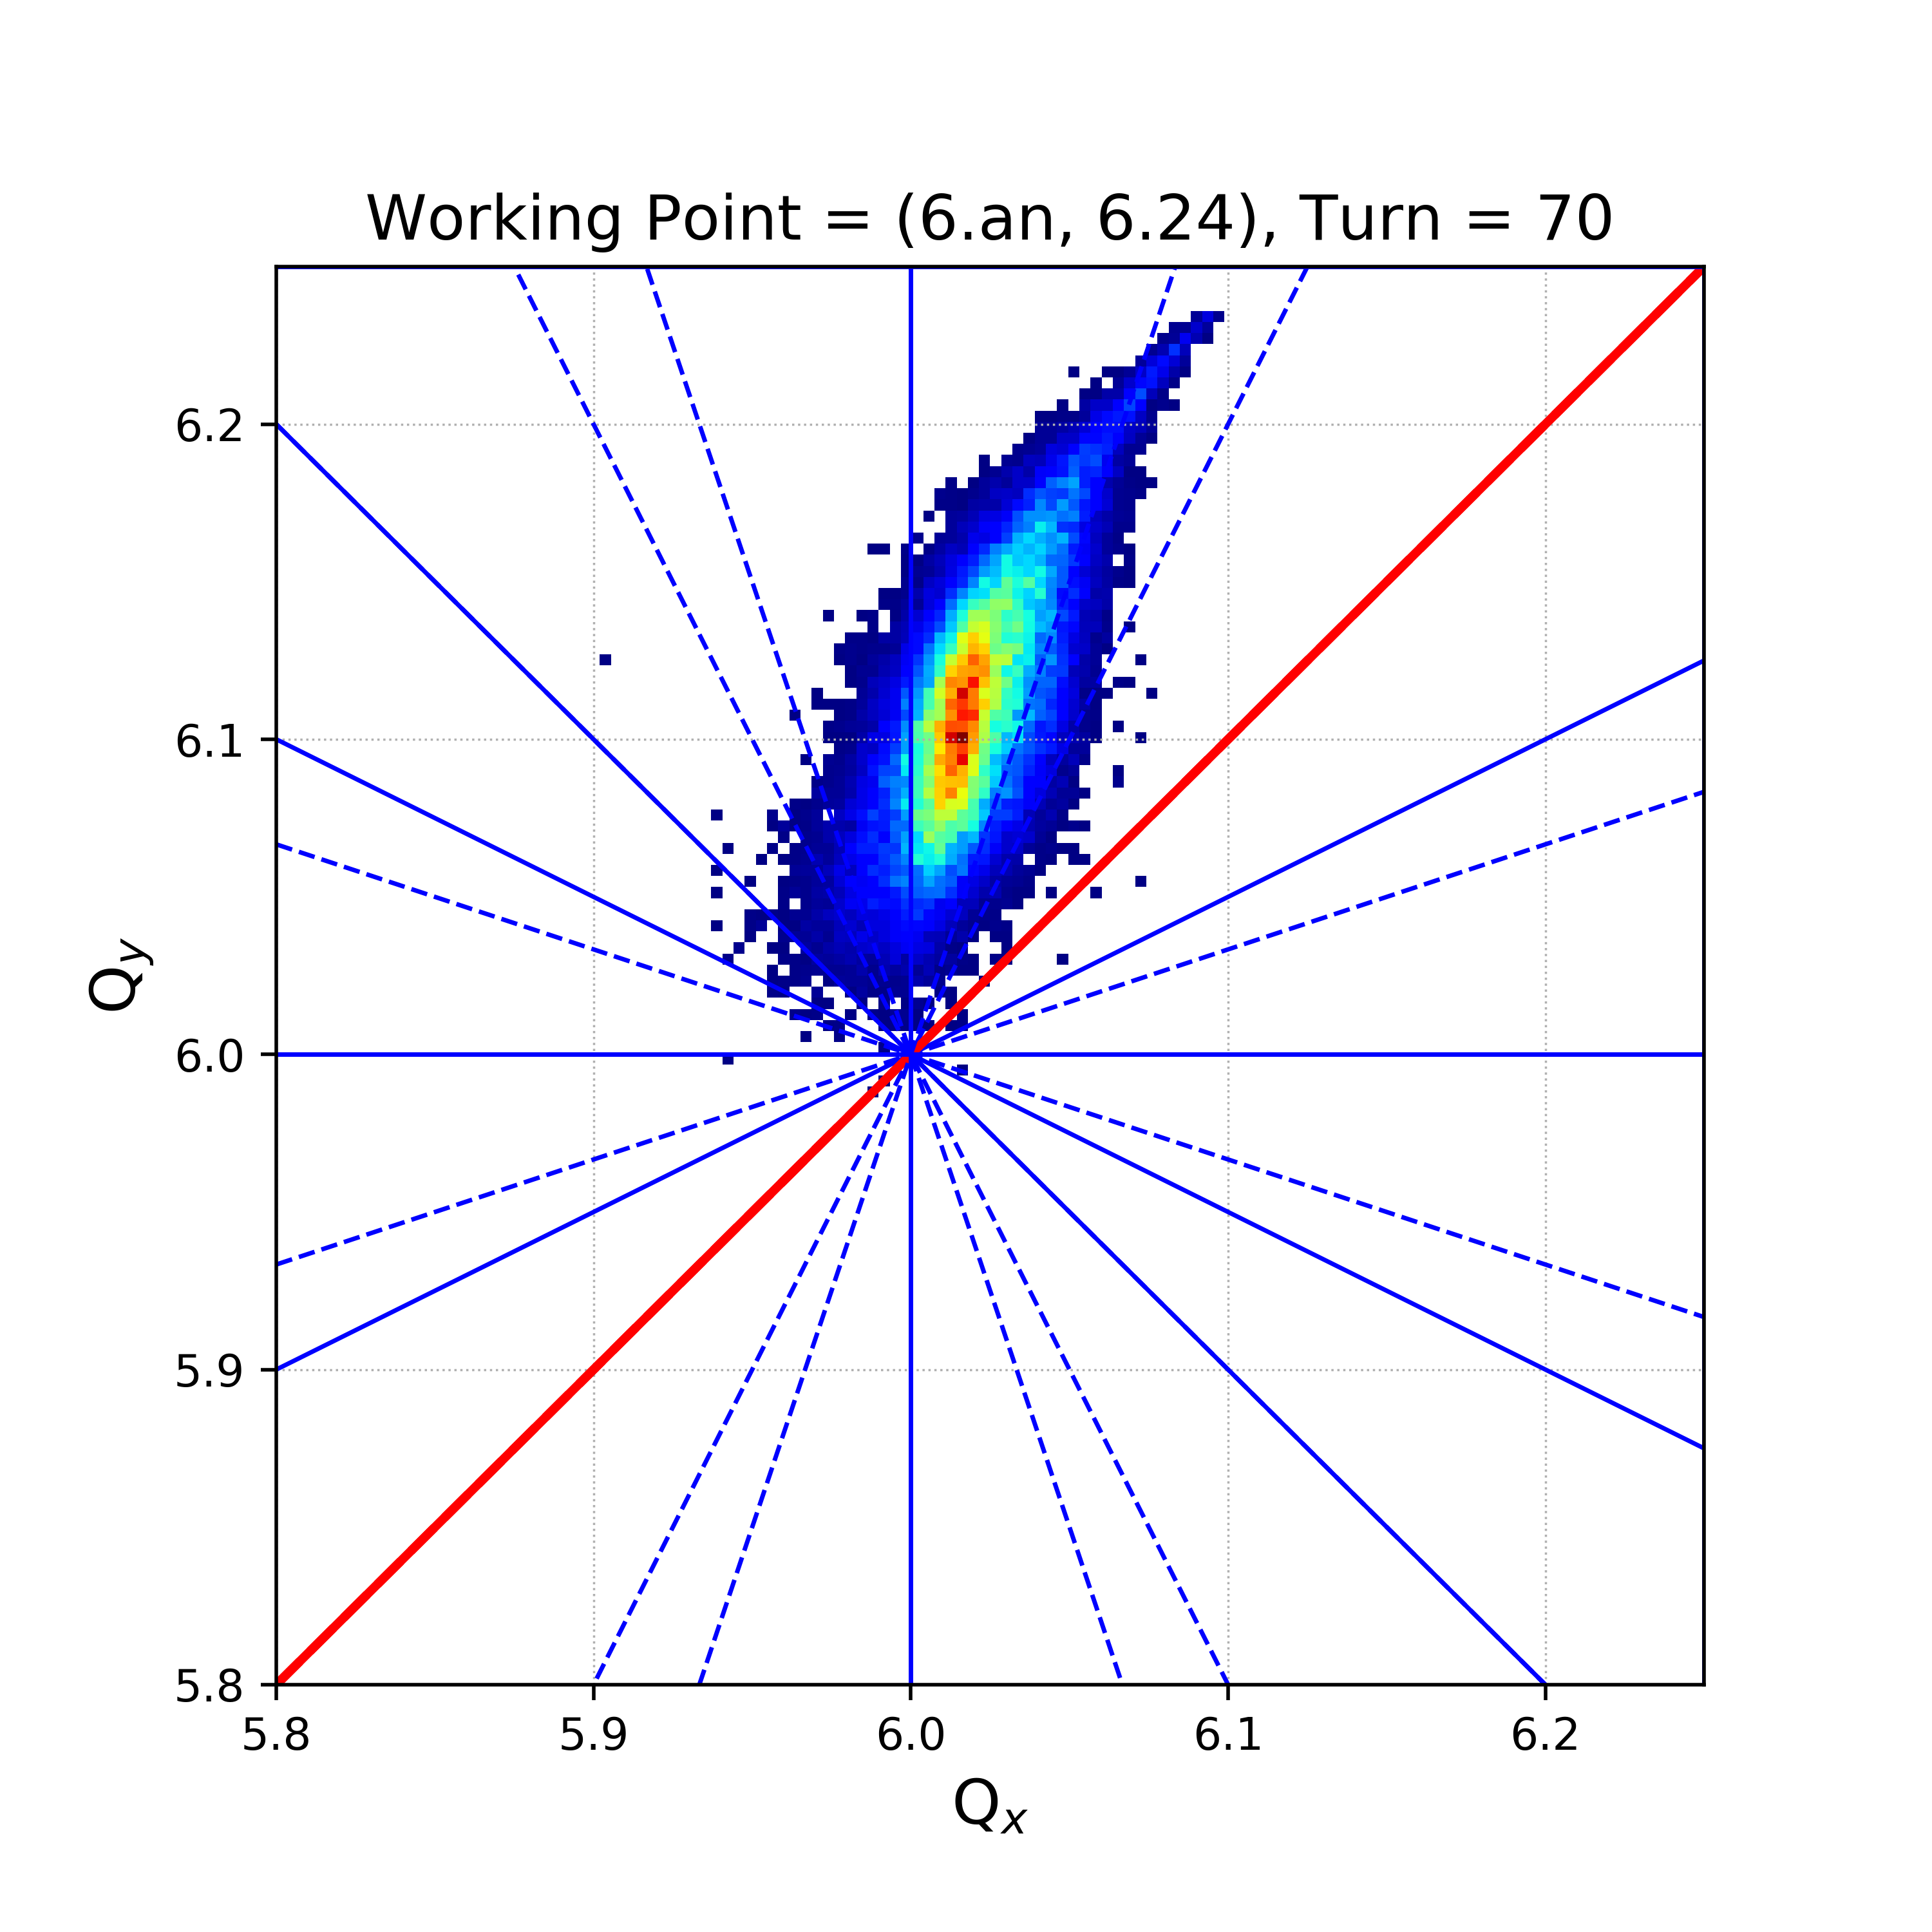 Working Point = (6.an, 6.24), Turn = 70
6.2
6.1
6.0
5.9
5.8
Qy
5.8 5.9 6.0 6.1 6.2
Qx